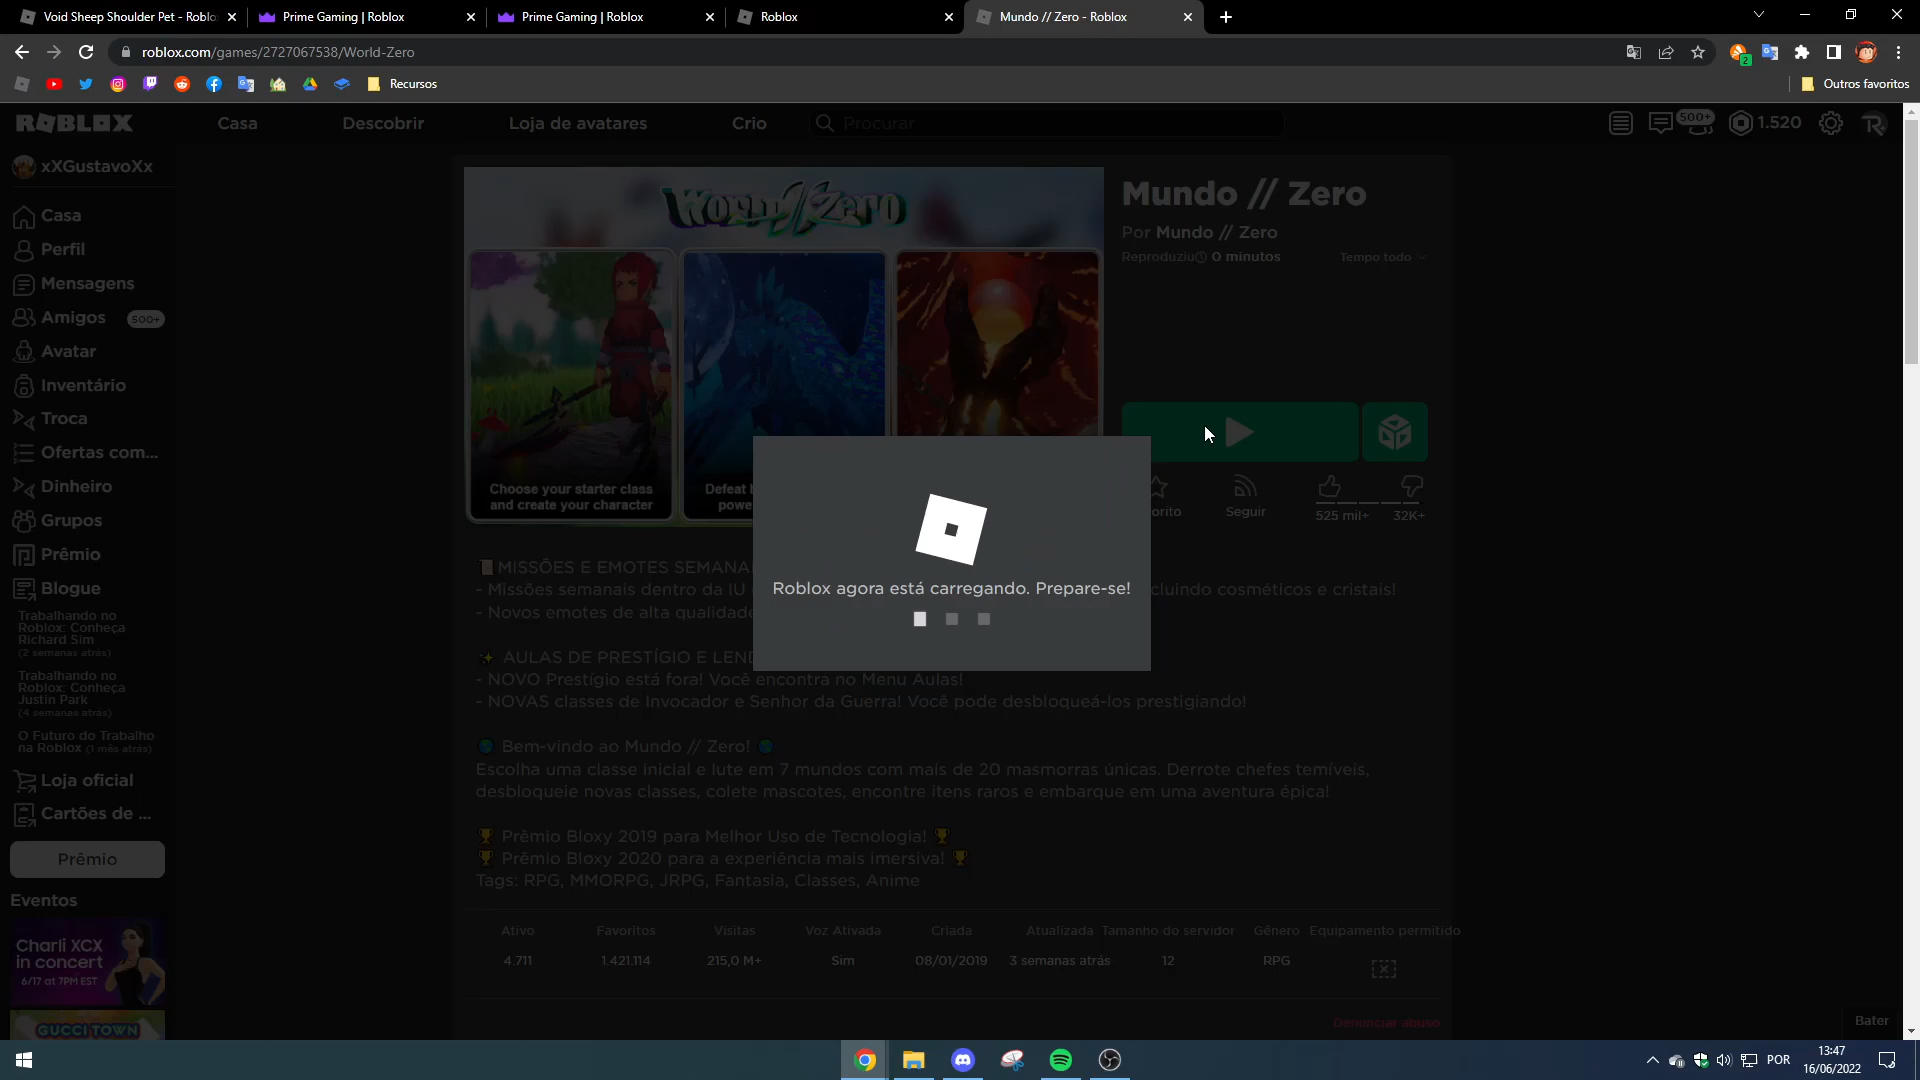 Void Sheep Shoulder Pet - Roblo
Prime Gaming | Roblox
Prime Gaming | Roblox
Roblox
Mundo // Zero - Roblox
roblox.com/games/2727067538/World-Zero
2
Recursos
Outros favoritos
ROBLOX
Casa
Descobrir
Loja de avatares
Crio
Procurar
500+
1.520
xXGustavoXx
Casa
Perfil
Mensagens
Amigos
500+
Avatar
Inventário
Troca
Ofertas com...
Dinheiro
Grupos
Prêmio
Blogue
Trabalhando no
Roblox: Conheça
Richard Sim
(2 semanas atrás)
Trabalhando no
Roblox: Conheça
Justin Park
(4 semanas atrás)
O Futuro do Trabalho
na Roblox (1 mês atrás)
Loja oficial
Cartões de ...
Prêmio
Eventos
Charli XCX
in concert
6/17 at 7PM EST
GUCCI TOWN
World//Zero
Choose your starter class
and create your character
Defeat
powe
Mundo // Zero
Por Mundo // Zero
Reproduziu 0 minutos
Tempo todo
orito
Seguir
525 mil+
32K+
Roblox agora está carregando. Prepare-se!
MISSÕES E EMOTES SEMANA
- Missões semanais dentro da IU
cluindo cosméticos e cristais!
- Novos emotes de alta qualidade
AULAS DE PRESTÍGIO E LEND
- NOVO Prestígio está fora! Você encontra no Menu Aulas!
- NOVAS classes de Invocador e Senhor da Guerra! Você pode desbloqueá-los prestigiando!
Bem-vindo ao Mundo // Zero!
Escolha uma classe inicial e lute em 7 mundos com mais de 20 masmorras únicas. Derrote chefes temíveis,
desbloqueie novas classes, colete mascotes, encontre itens raros e embarque em uma aventura épica!
Prêmio Bloxy 2019 para Melhor Uso de Tecnologia!
Prêmio Bloxy 2020 para a experiência mais imersiva!
Tags: RPG, MMORPG, JRPG, Fantasia, Classes, Anime
Ativo
Favoritos
Visitas
Voz Ativada
Criada
Atualizada
Tamanho do servidor
Gênero
Equipamento permitido
4.711
1.421.114
215,0 M+
Sim
08/01/2019
3 semanas atrás
12
RPG
Denunciar abuso
Bater
POR
13:47
16/06/2022